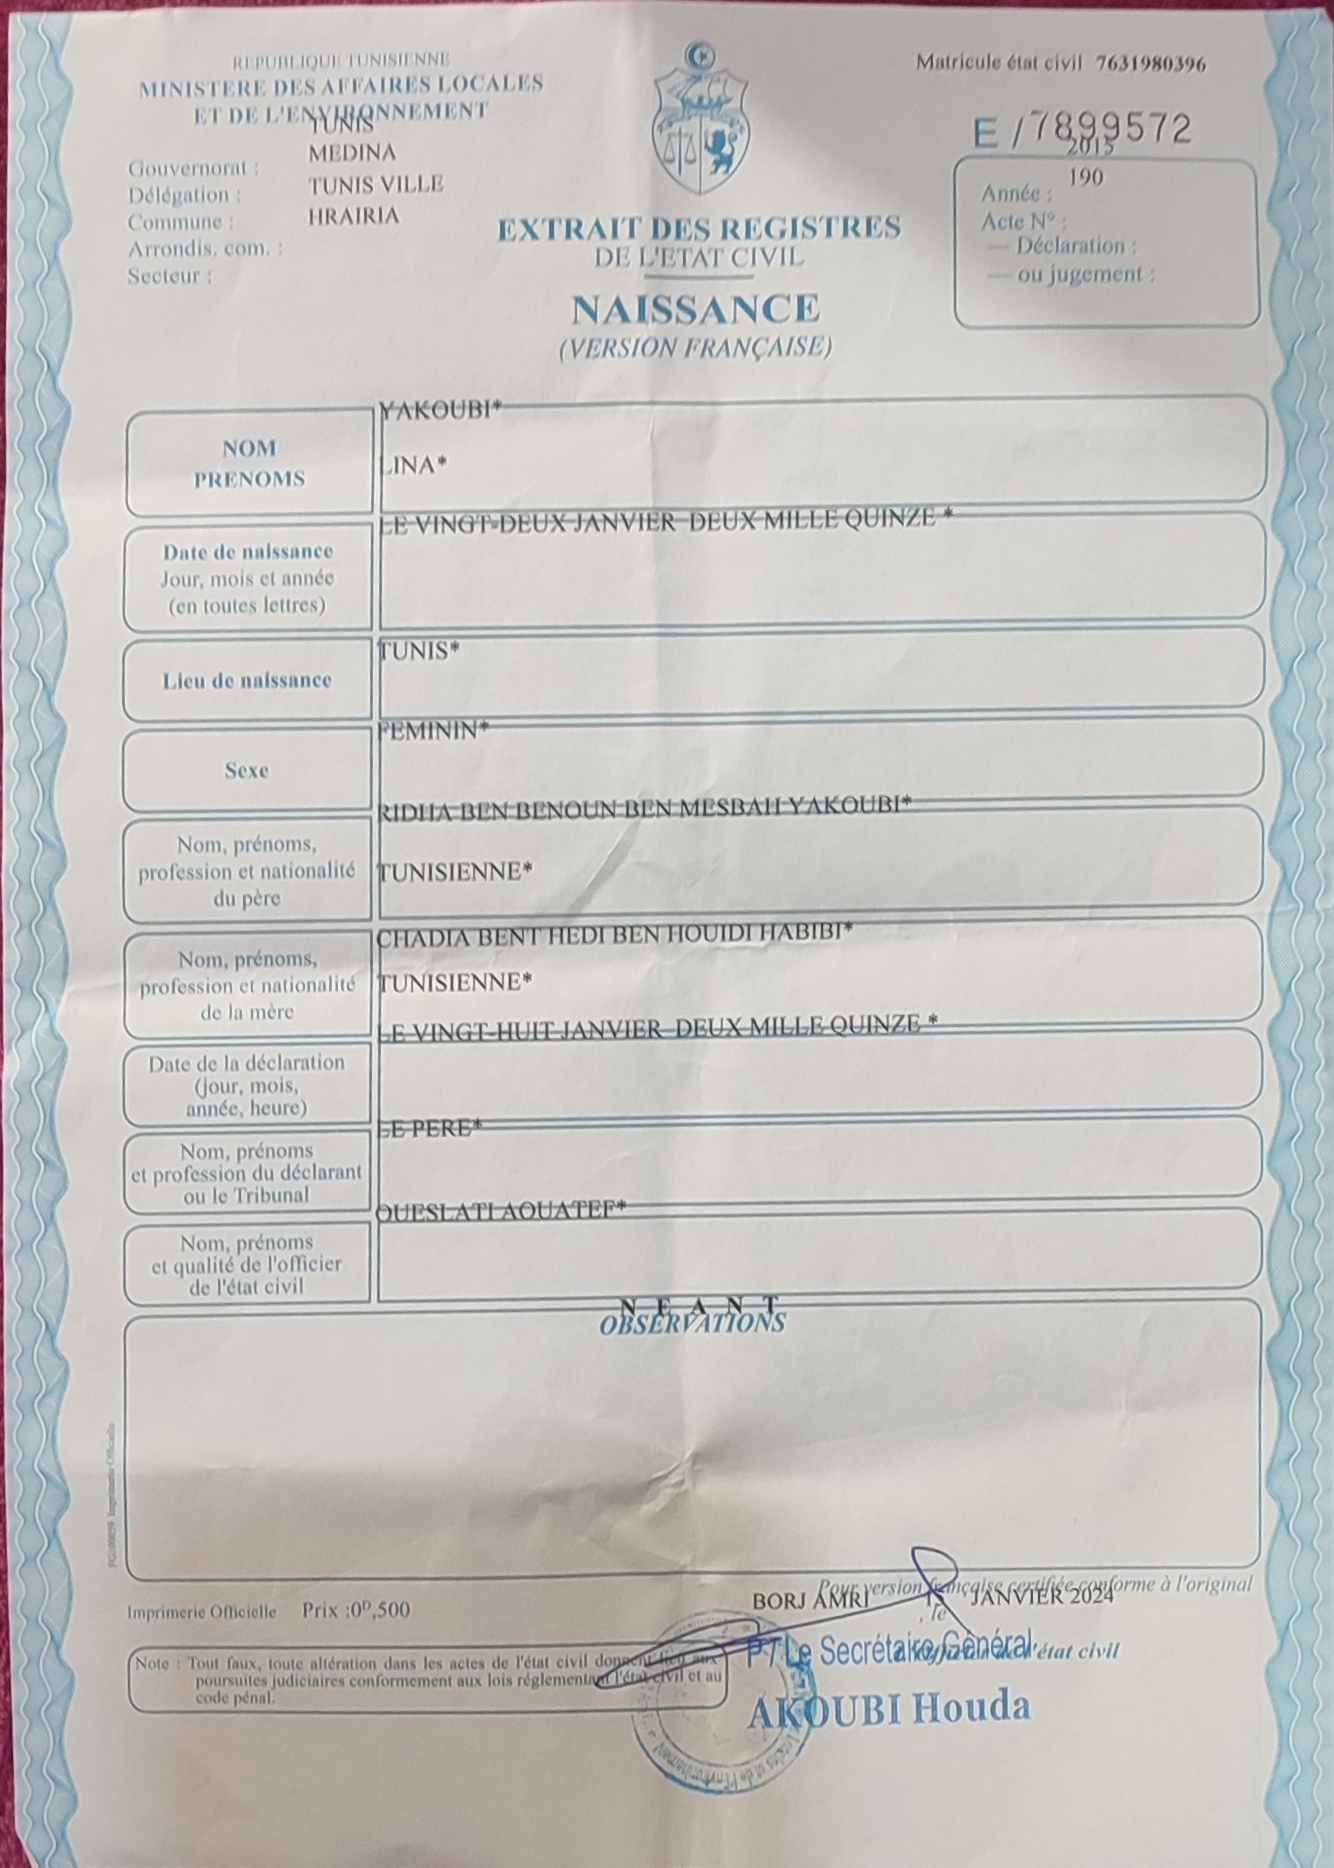 REPUBLIQUE TUNISIENNE
MINISTERE DES AFFAIRES LOCALES
ET DE L'ENVIRONNEMENT
TUNIS
Gouvernorat : MEDINA
Délégation : TUNIS VILLE
Commune : HRAIRIA
Arrondis. com. :
Secteur :
Matricule état civil 7631980396
E / 7899572
2015
Année : 190
Acte N° :
— Déclaration :
— ou jugement :
EXTRAIT DES REGISTRES
DE L'ETAT CIVIL
NAISSANCE
(VERSION FRANÇAISE)
NOM
PRENOMS
YAKOUBI*
LINA*
Date de naissance
Jour, mois et année
(en toutes lettres)
LE VINGT-DEUX JANVIER DEUX MILLE QUINZE *
Lieu de naissance
TUNIS*
Sexe
FEMININ*
Nom, prénoms,
profession et nationalité
du père
RIDHA BEN BENOUN BEN MESBAH YAKOUBI*
TUNISIENNE*
Nom, prénoms,
profession et nationalité
de la mère
CHADIA BENT HEDI BEN HOUIDI HABIBI*
TUNISIENNE*
Date de la déclaration
(jour, mois,
année, heure)
LE VINGT-HUIT JANVIER DEUX MILLE QUINZE *
Nom, prénoms
et profession du déclarant
ou le Tribunal
LE PERE*
Nom, prénoms
et qualité de l'officier
de l'état civil
OUESLATI AOUATEF*
N E A N T
OBSERVATIONS
Pour version française certifiée conforme à l'original
BORJ AMRI , le 15 JANVIER 2024
Imprimerie Officielle Prix :0ᴰ,500
P / Le Secrétaire Général
l'état civil
AKOUBI Houda
Note : Tout faux, toute altération dans les actes de l'état civil donnent lieu aux
poursuites judiciaires conformement aux lois réglementant l'état civil et au
code pénal.
Imprimerie Officielle